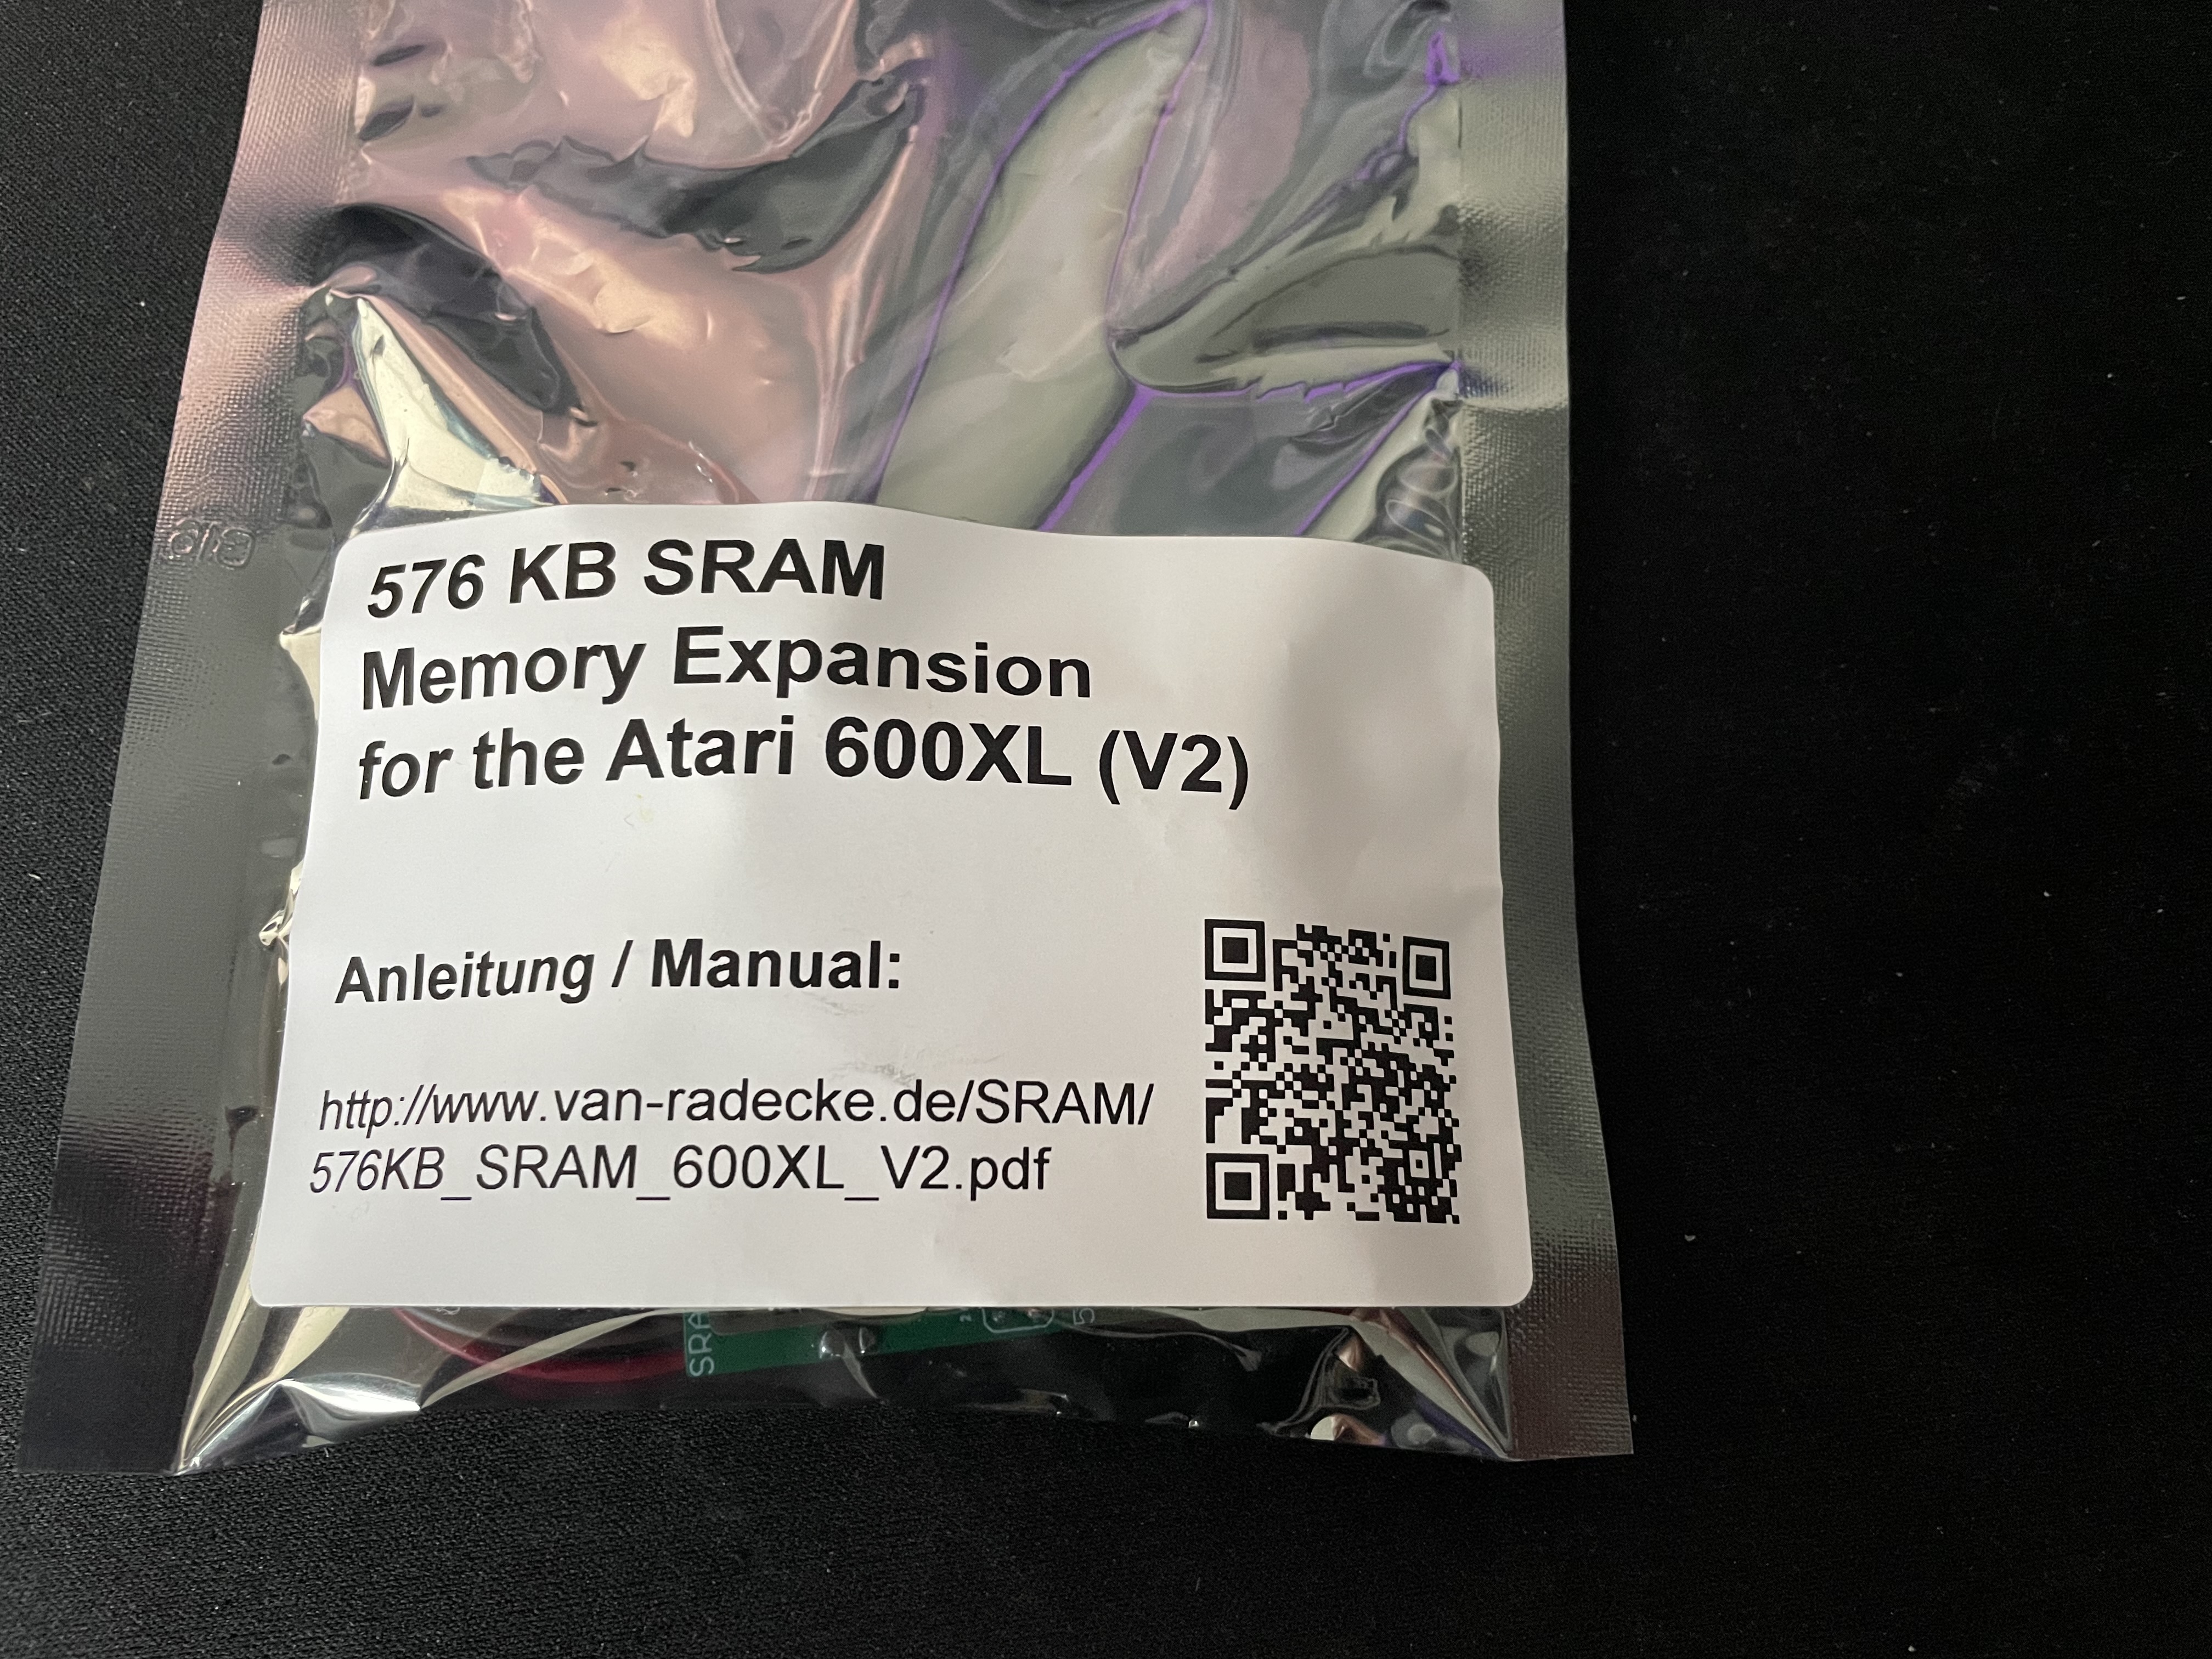 576 KB SRAM
Memory Expansion
for the Atari 600XL (V2)
Anleitung / Manual:
http://www.van-radecke.de/SRAM/
576KB_SRAM_600XL_V2.pdf